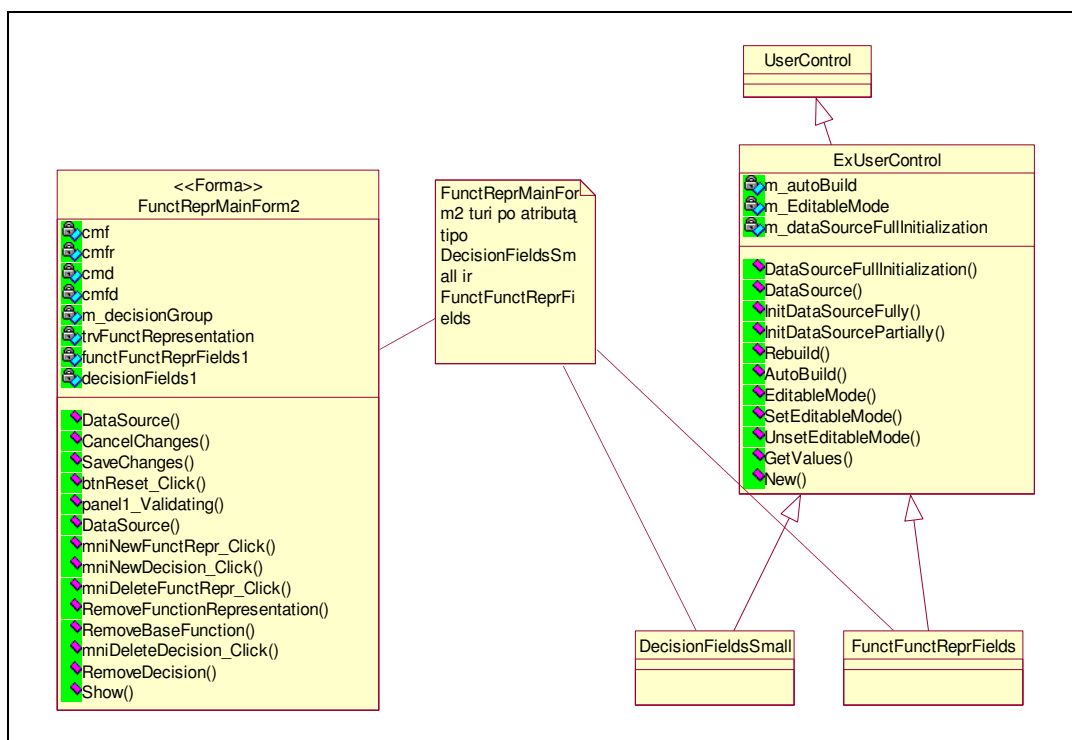 <<Forma>>
FunctReprMainForm2
cmf
cmfr
cmd
cmfd
m_decisionGroup
trvFunctRepresentation
functFunctReprFields1
decisionFields1
DataSource()
CancelChanges()
SaveChanges()
btnReset_Click()
panel1_Validating()
DataSource()
mniNewFunctRepr_Click()
mniNewDecision_Click()
mniDeleteFunctRepr_Click()
RemoveFunctionRepresentation()
RemoveBaseFunction()
mniDeleteDecision_Click()
RemoveDecision()
Show()
FunctReprMainFor
m2 turi po atributą
tipo
DecisionFieldsSm
all ir
FunctFunctReprFi
elds
UserControl
ExUserControl
m_autoBuild
m_EditableMode
m_dataSourceFullInitialization
DataSourceFullInitialization()
DataSource()
InitDataSourceFully()
InitDataSourcePartially()
Rebuild()
AutoBuild()
EditableMode()
SetEditableMode()
UnsetEditableMode()
GetValues()
New()
DecisionFieldsSmall
FunctFunctReprFields